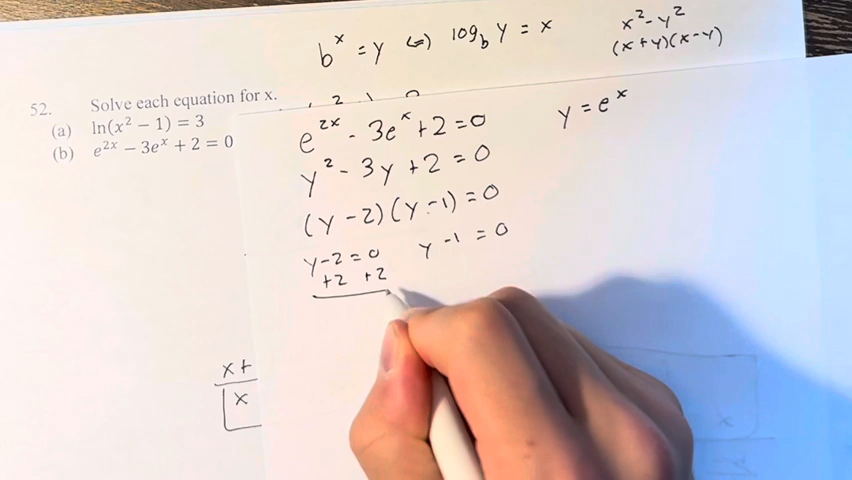 b^x = y ⇔ log_b y = x
x² - y²
(x+y)(x-y)
52. Solve each equation for x.
(a) ln(x² − 1) = 3
(b) e^{2x} − 3e^x + 2 = 0
e^{2x} - 3e^x + 2 = 0
y = e^x
y² - 3y + 2 = 0
(y - 2)(y - 1) = 0
y - 2 = 0 y - 1 = 0
+2 +2
x+
x